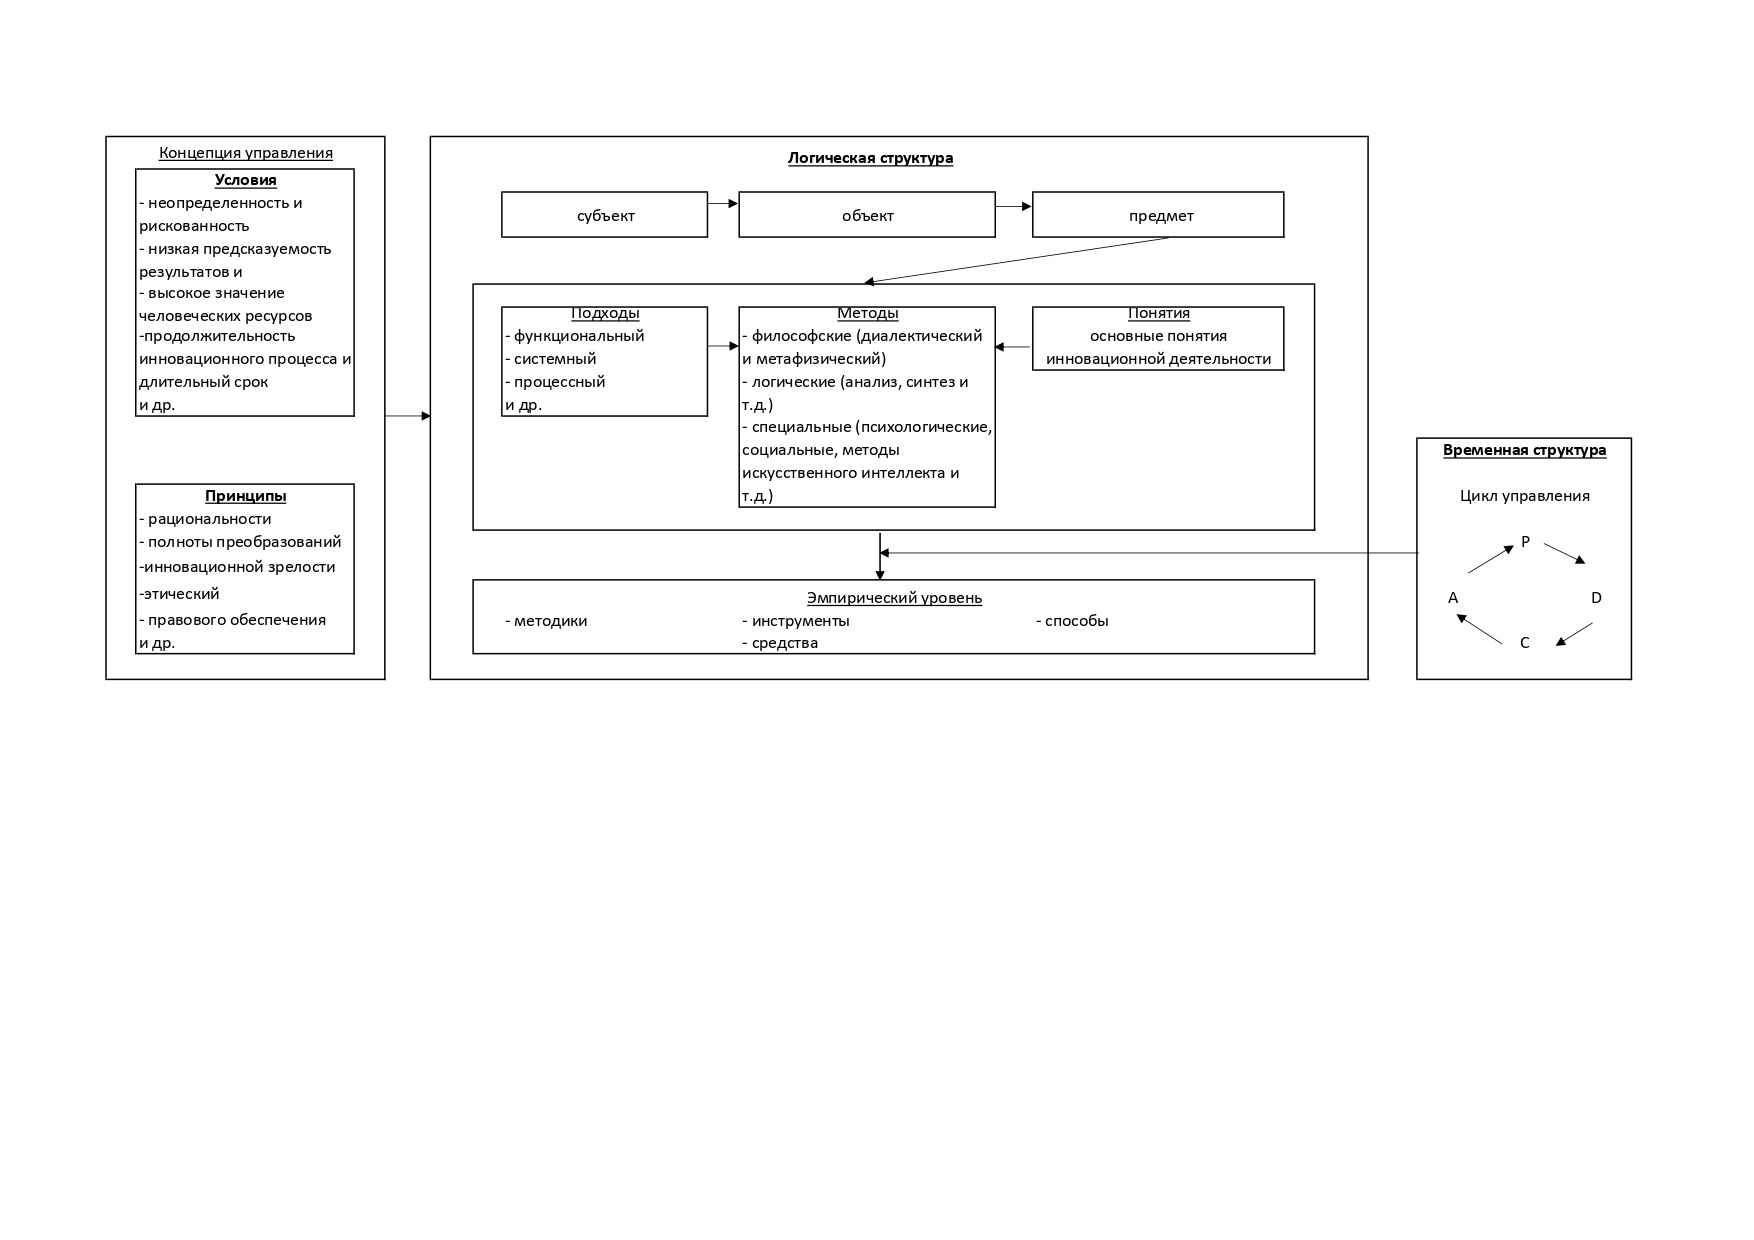 Концепция управления
Условия
- неопределенность и
рискованность
- низкая предсказуемость
результатов и
- высокое значение
человеческих ресурсов
-продолжительность
инновационного процесса и
длительный срок
и др.
Принципы
- рациональности
- полноты преобразований
-инновационной зрелости
-этический
- правового обеспечения
и др.
Логическая структура
субъект
объект
предмет
Подходы
- функциональный
- системный
- процессный
и др.
Методы
- философские (диалектический
и метафизический)
- логические (анализ, синтез и
т.д.)
- специальные (психологические,
социальные, методы
искусственного интеллекта и
т.д.)
Понятия
основные понятия
инновационной деятельности
Эмпирический уровень
- методики
- инструменты
- средства
- способы
Временная структура
Цикл управления
P
D
C
A